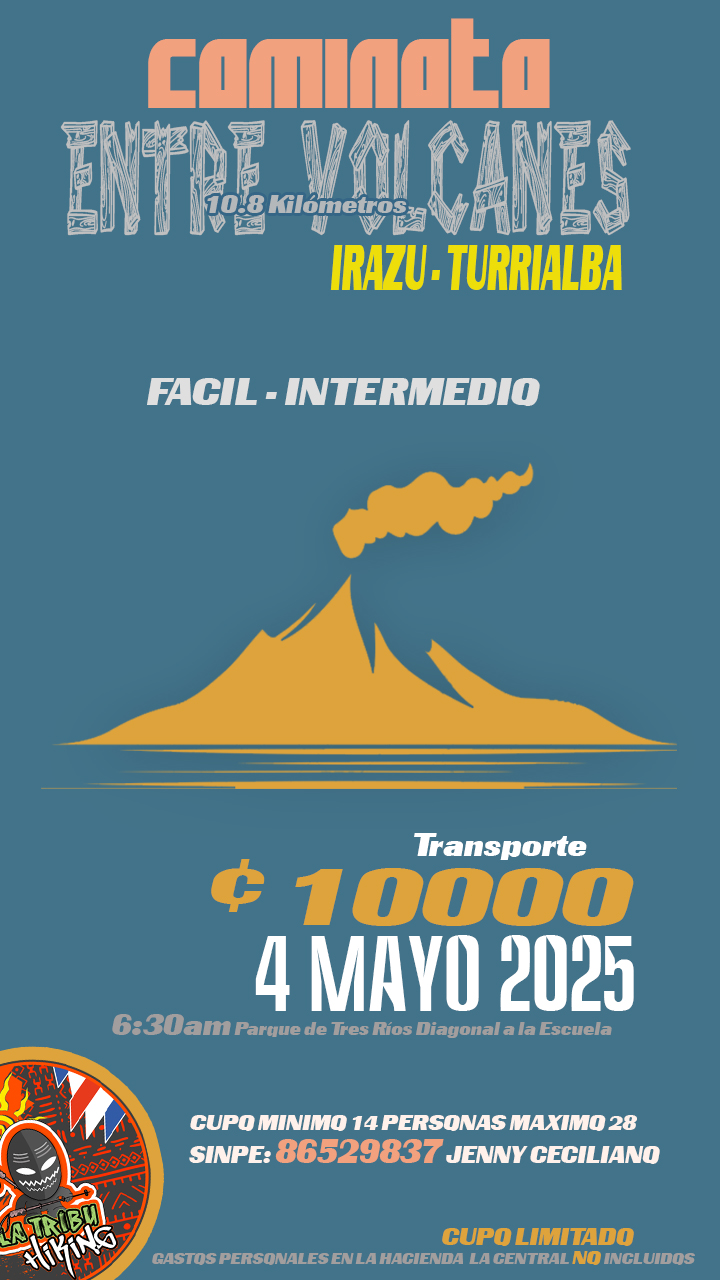 caminata
ENTRE VOLCANES
10.8 Kilómetros
IRAZU - TURRIALBA
FACIL - INTERMEDIO
Transporte
₡ 10000
4 MAYO 2025
6:30am Parque de Tres Ríos Diagonal a la Escuela
CUPO MINIMO 14 PERSONAS MAXIMO 28
SINPE: 86529837 JENNY CECILIANO
LA TRIBU
HIKING
CUPO LIMITADO
GASTOS PERSONALES EN LA HACIENDA LA CENTRAL NO INCLUIDOS